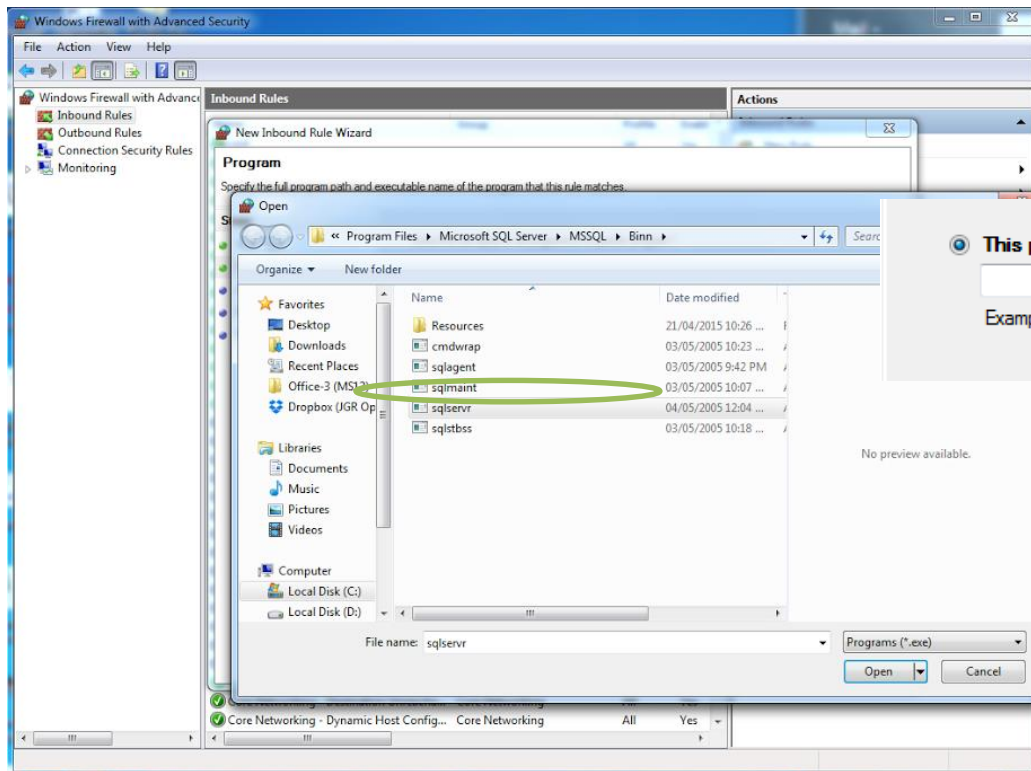 Windows Firewall with Advanced Security
File Action View Help
Windows Firewall with Advanc
Inbound Rules
Outbound Rules
Connection Security Rules
Monitoring
Inbound Rules
Actions
New Inbound Rule Wizard
Program
Specify the full program path and executable name of the program that this rule matches.
Open
« Program Files Microsoft SQL Server MSSQL Binn
Searc
This p
Examp
Organize New folder
Favorites
Desktop
Downloads
Recent Places
Office-3 (MS12)
Dropbox (JGR Op
Libraries
Documents
Music
Pictures
Videos
Computer
Local Disk (C:)
Local Disk (D:)
Name Date modified
Resources 21/04/2015 10:26 ...
cmdwrap 03/05/2005 10:23 ...
sqlagent 03/05/2005 9:42 PM
sqlmaint 03/05/2005 10:07 ...
sqlservr 04/05/2005 12:04 ...
sqlstbss 03/05/2005 10:18 ...
No preview available.
File name: sqlservr
Programs (*.exe)
Open Cancel
Core Networking - Dynamic Host Config... Core Networking All Yes